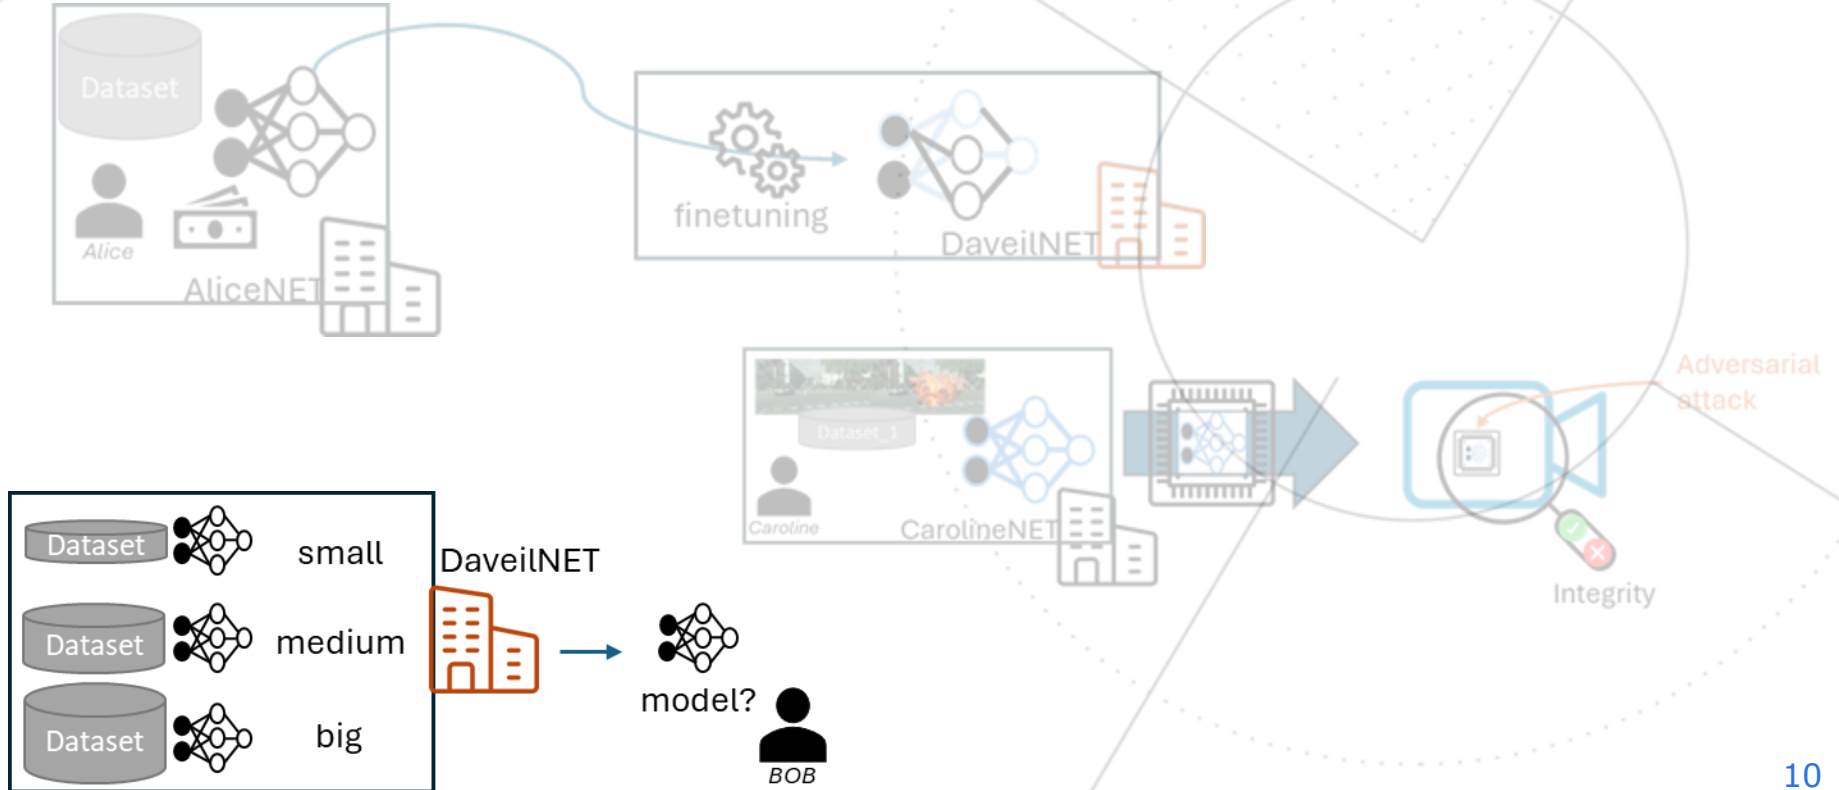 Dataset
Alice
AliceNET
finetuning
DaveilNET
Adversarial
attack
Dataset_1
Caroline
CarolineNET
Integrity
Dataset
small
DaveilNET
Dataset
medium
model?
Dataset
big
BOB
10